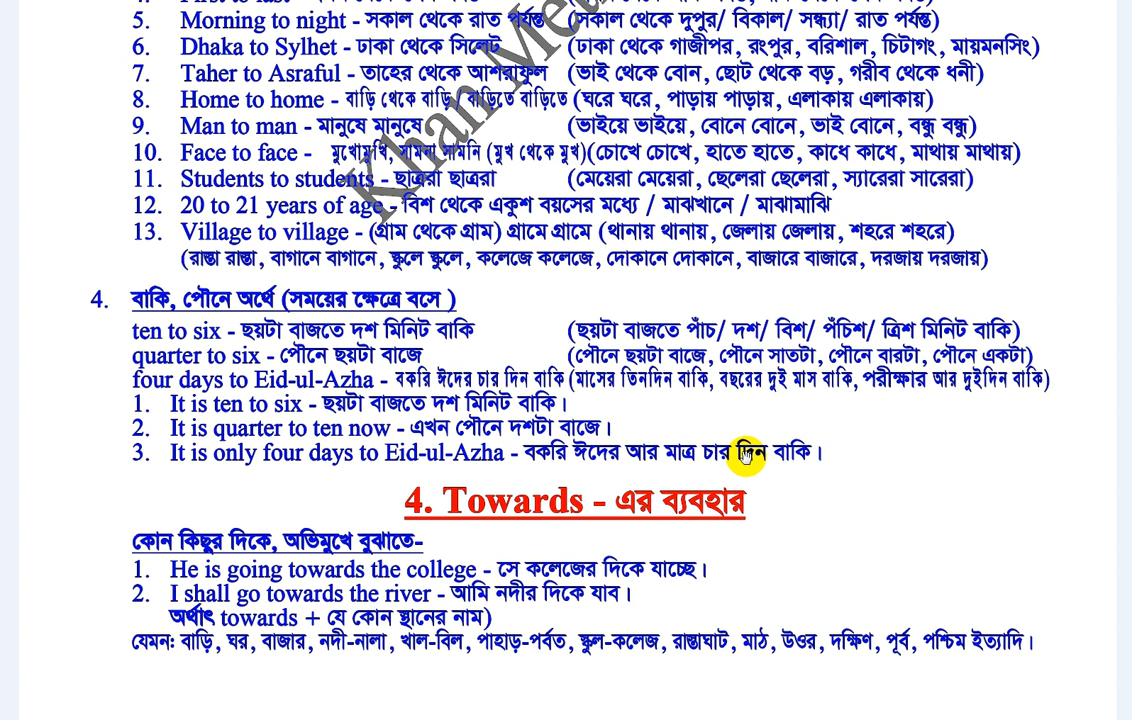 5. Morning to night - সকাল থেকে রাত পর্যন্ত (সকাল থেকে দুপুর/ বিকাল/ সন্ধ্যা/ রাত পর্যন্ত)
6. Dhaka to Sylhet - ঢাকা থেকে সিলেট (ঢাকা থেকে গাজীপর, রংপুর, বরিশাল, চিটাগং, মায়মনসিং)
7. Taher to Asraful - তাহের থেকে আশরাফুল (ভাই থেকে বোন, ছোট থেকে বড়, গরীব থেকে ধনী)
8. Home to home - বাড়ি থেকে বাড়ি, বাড়িতে বাড়িতে (ঘরে ঘরে, পাড়ায় পাড়ায়, এলাকায় এলাকায়)
9. Man to man - মানুষে মানুষে (ভাইয়ে ভাইয়ে, বোনে বোনে, ভাই বোনে, বন্ধু বন্ধু)
10. Face to face - মুখোমুখি, সামনা সামনি (মুখ থেকে মুখ)(চোখে চোখে, হাতে হাতে, কাধে কাধে, মাথায় মাথায়)
11. Students to students - ছাত্ররা ছাত্ররা (মেয়েরা মেয়েরা, ছেলেরা ছেলেরা, স্যারেরা সারেরা)
12. 20 to 21 years of age - বিশ থেকে একুশ বয়সের মধ্যে / মাঝখানে / মাঝামাঝি
13. Village to village - (গ্রাম থেকে গ্রাম) গ্রামে গ্রামে (থানায় থানায়, জেলায় জেলায়, শহরে শহরে)
(রাস্তা রাস্তা, বাগানে বাগানে, স্কুলে স্কুলে, কলেজে কলেজে, দোকানে দোকানে, বাজারে বাজারে, দরজায় দরজায়)
4. বাকি, পৌনে অর্থে (সময়ের ক্ষেত্রে বসে )
ten to six - ছয়টা বাজতে দশ মিনিট বাকি (ছয়টা বাজতে পাঁচ/ দশ/ বিশ/ পঁচিশ/ ত্রিশ মিনিট বাকি)
quarter to six - পৌনে ছয়টা বাজে (পৌনে ছয়টা বাজে, পৌনে সাতটা, পৌনে বারটা, পৌনে একটা)
four days to Eid-ul-Azha - বকরি ঈদের চার দিন বাকি (মাসের তিনদিন বাকি, বছরের দুই মাস বাকি, পরীক্ষার আর দুইদিন বাকি)
1. It is ten to six - ছয়টা বাজতে দশ মিনিট বাকি।
2. It is quarter to ten now - এখন পৌনে দশটা বাজে।
3. It is only four days to Eid-ul-Azha - বকরি ঈদের আর মাত্র চার দিন বাকি।
4. Towards - এর ব্যবহার
কোন কিছুর দিকে, অভিমুখে বুঝাতে-
1. He is going towards the college - সে কলেজের দিকে যাচ্ছে।
2. I shall go towards the river - আমি নদীর দিকে যাব।
অর্থাৎ towards + যে কোন স্থানের নাম)
যেমনঃ বাড়ি, ঘর, বাজার, নদী-নালা, খাল-বিল, পাহাড়-পর্বত, স্কুল-কলেজ, রাস্তাঘাট, মাঠ, উওর, দক্ষিণ, পূর্ব, পশ্চিম ইত্যাদি।